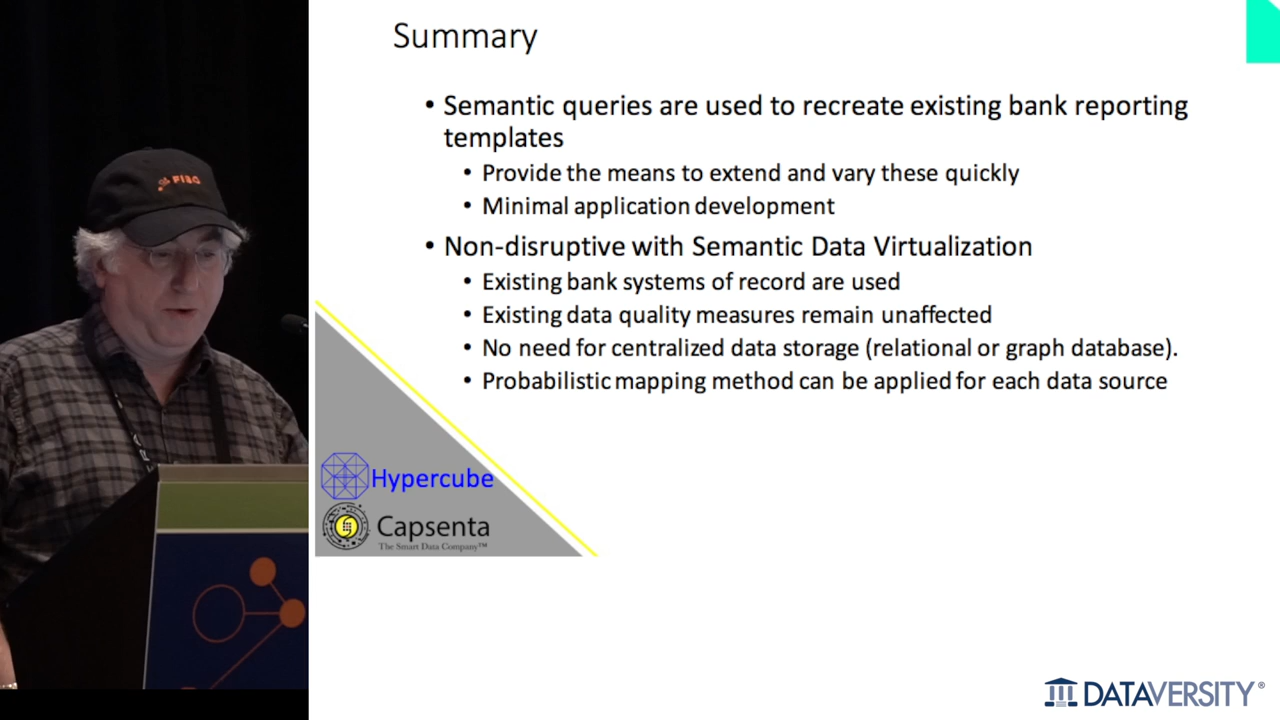 Summary
• Semantic queries are used to recreate existing bank reporting
templates
• Provide the means to extend and vary these quickly
• Minimal application development
• Non-disruptive with Semantic Data Virtualization
• Existing bank systems of record are used
• Existing data quality measures remain unaffected
• No need for centralized data storage (relational or graph database).
• Probabilistic mapping method can be applied for each data source
Hypercube
Capsenta
The Smart Data Company™
DATAVERSITY®